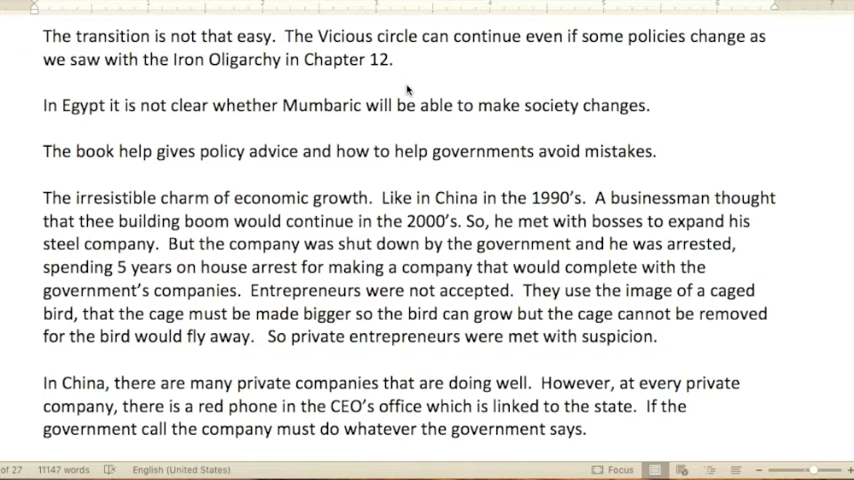 The transition is not that easy.  The Vicious circle can continue even if some policies change as
we saw with the Iron Oligarchy in Chapter 12.
In Egypt it is not clear whether Mumbaric will be able to make society changes.
The book help gives policy advice and how to help governments avoid mistakes.
The irresistible charm of economic growth.  Like in China in the 1990's.  A businessman thought
that thee building boom would continue in the 2000's. So, he met with bosses to expand his
steel company.  But the company was shut down by the government and he was arrested,
spending 5 years on house arrest for making a company that would complete with the
government's companies.  Entrepreneurs were not accepted.  They use the image of a caged
bird, that the cage must be made bigger so the bird can grow but the cage cannot be removed
for the bird would fly away.   So private entrepreneurs were met with suspicion.
In China, there are many private companies that are doing well.  However, at every private
company, there is a red phone in the CEO's office which is linked to the state.  If the
government call the company must do whatever the government says.
of 27 11147 words English (United States) Focus